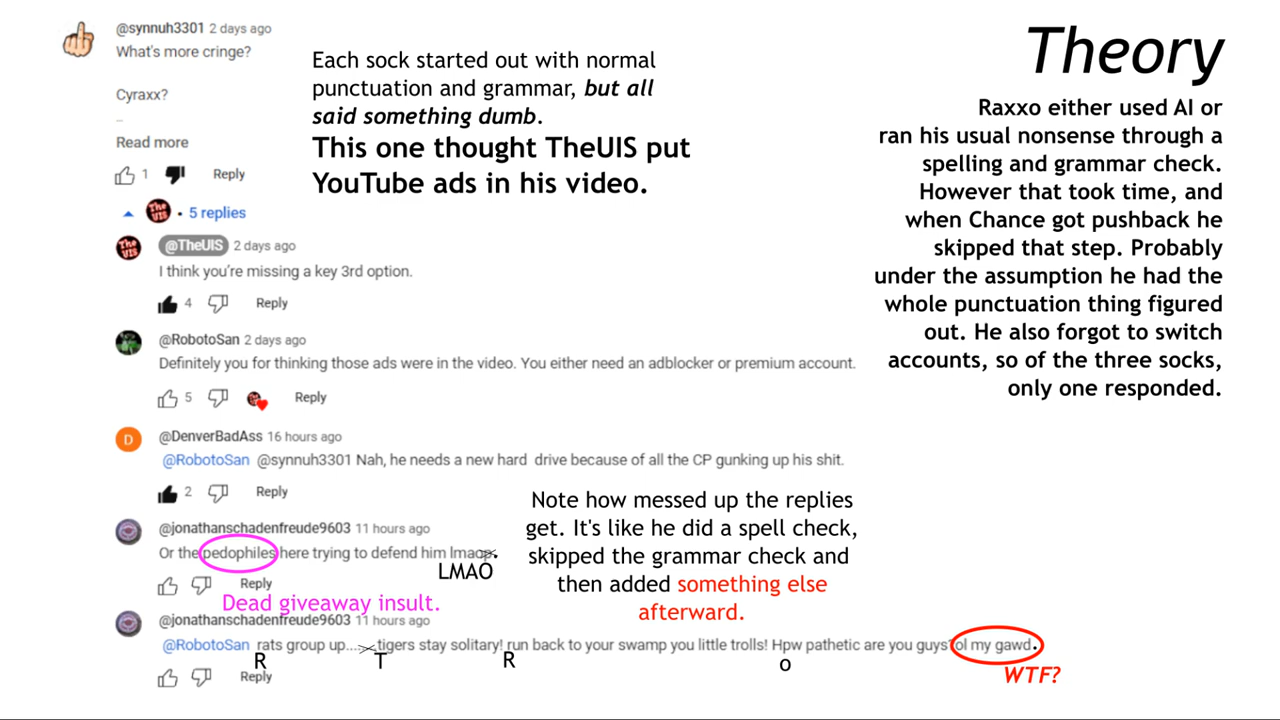 @synnuh3301 2 days ago
What's more cringe?
Cyraxx?
..
Read more
1 Reply
5 replies
The UIS
@TheUIS 2 days ago
I think you're missing a key 3rd option.
4 Reply
@RobotoSan 2 days ago
Definitely you for thinking those ads were in the video. You either need an adblocker or premium account.
5 Reply
D
@DenverBadAss 16 hours ago
@RobotoSan @synnuh3301 Nah, he needs a new hard drive because of all the CP gunking up his shit.
2 Reply
@jonathanschadenfreude9603 11 hours ago
Or the pedophiles here trying to defend him lmao
.
LMAO
Reply
Dead giveaway insult.
@jonathanschadenfreude9603 11 hours ago
@RobotoSan rats group up.... tigers stay solitary! run back to your swamp you little trolls! Hpw pathetic are you guys? ol my gawd.
R T R o
Reply
WTF?
Each sock started out with normal
punctuation and grammar, but all
said something dumb.
This one thought TheUIS put
YouTube ads in his video.
Note how messed up the replies
get. It's like he did a spell check,
skipped the grammar check and
then added something else
afterward.
Theory
Raxxo either used AI or
ran his usual nonsense through a
spelling and grammar check.
However that took time, and
when Chance got pushback he
skipped that step. Probably
under the assumption he had the
whole punctuation thing figured
out. He also forgot to switch
accounts, so of the three socks,
only one responded.